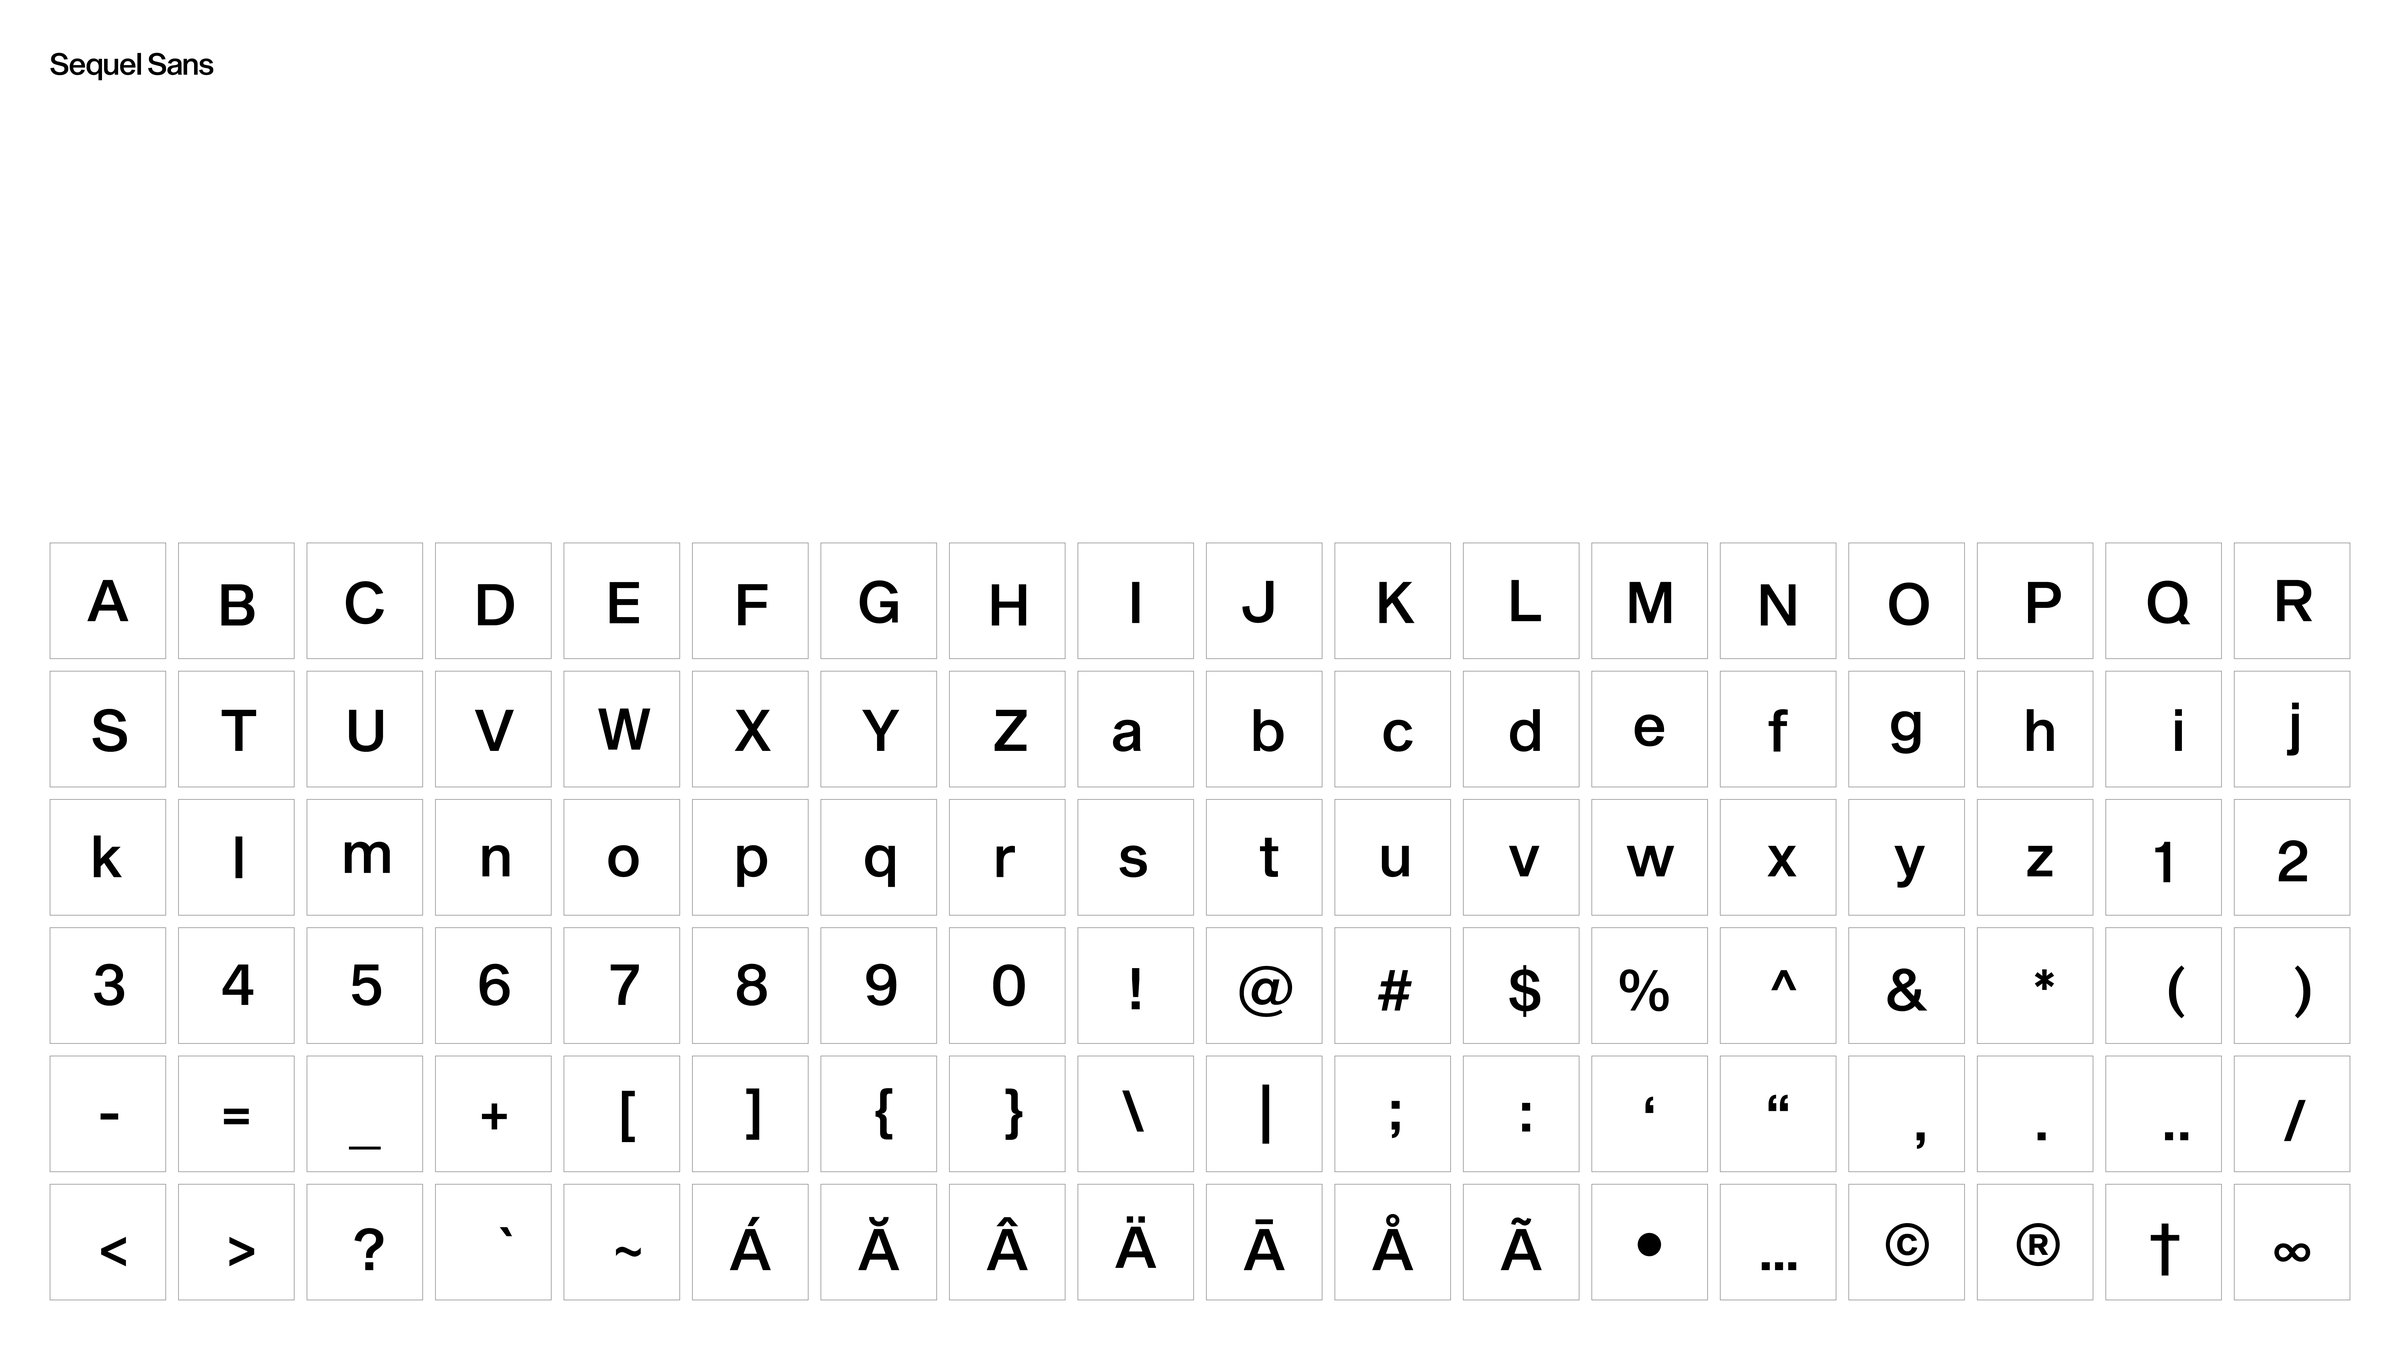 Sequel Sans
A B C D E F G H I J K L M N O P Q R
S T U V W X Y Z a b c d e f g h i j
k l m n o p q r s t u v w x y z 1 2
3 4 5 6 7 8 9 0 ! @ # $ % ^ & * ( )
- = _ + [ ] { } \ | ; : ‘ “ , . .. /
< > ? ` ~ Á Ă Â Ä Ā Å Ã • … © ® † ∞